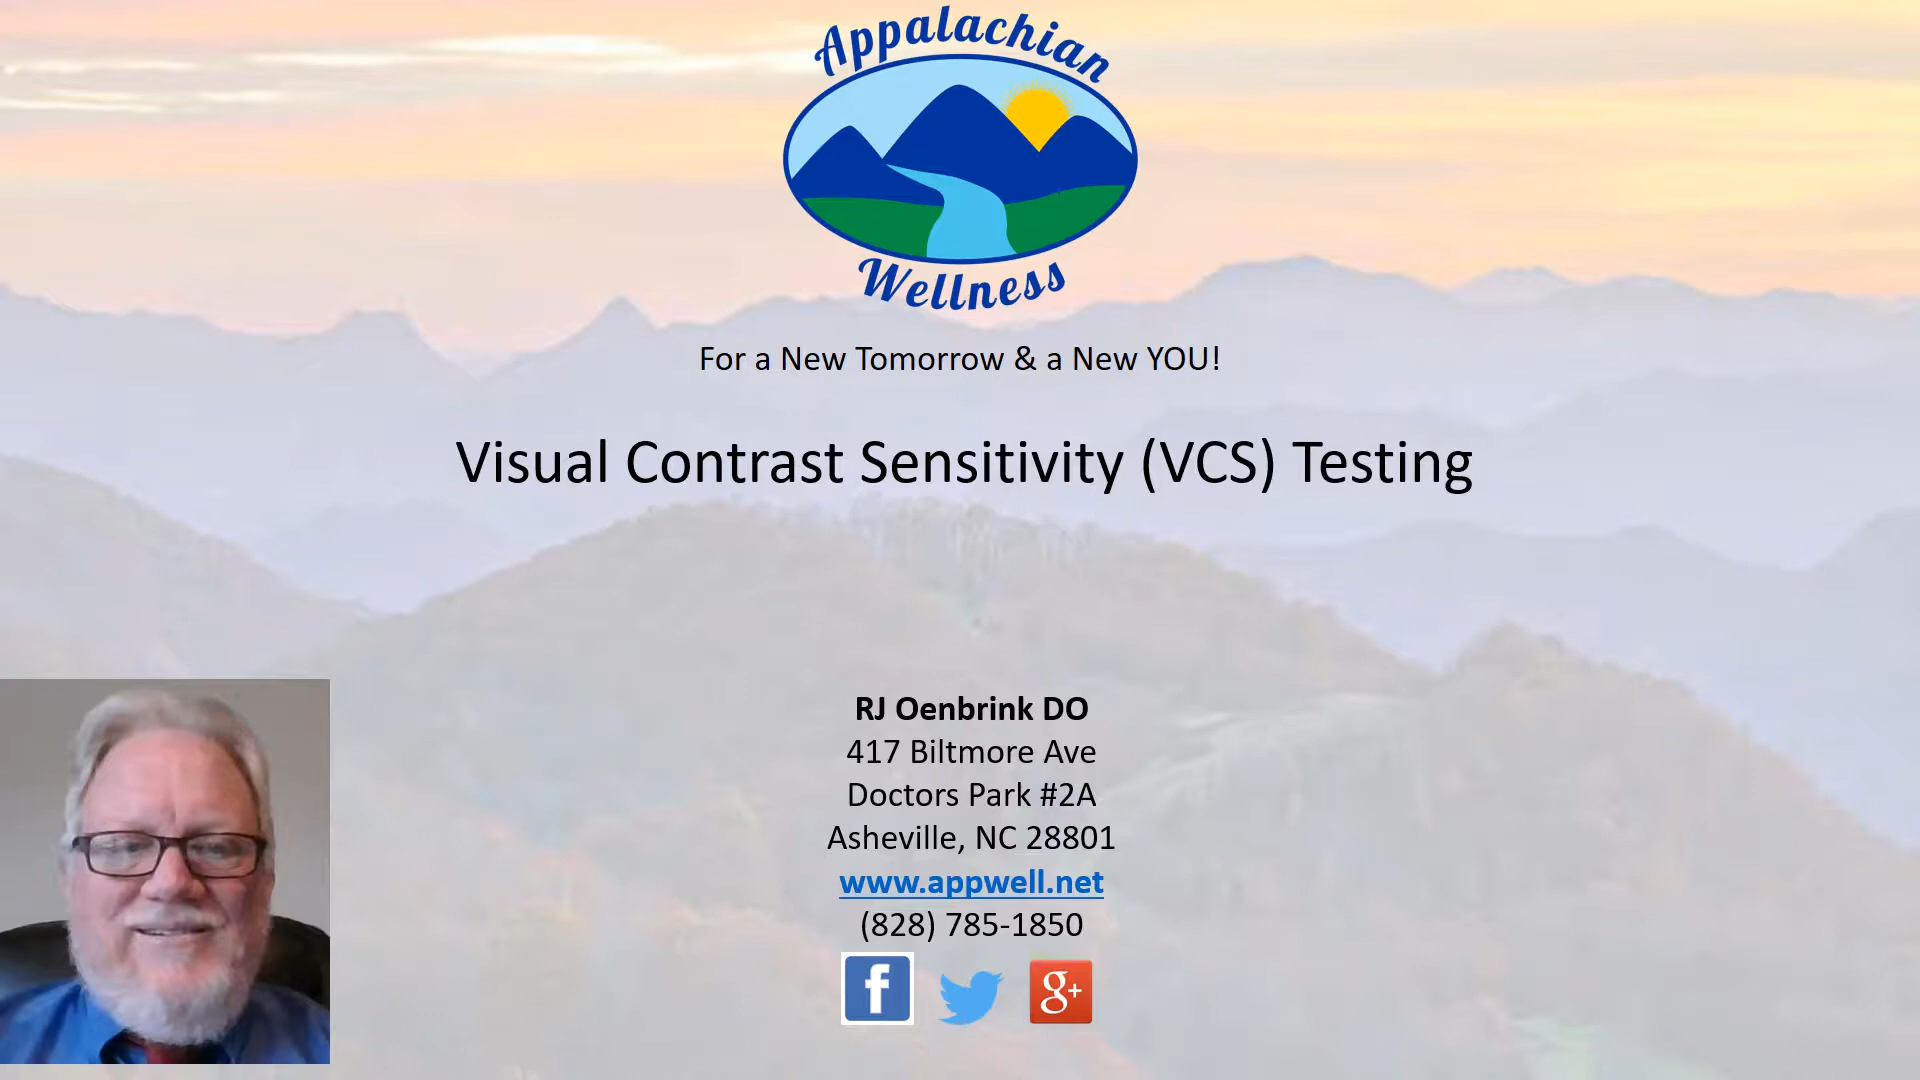 Appalachian
Wellness
For a New Tomorrow & a New YOU!
Visual Contrast Sensitivity (VCS) Testing
RJ Oenbrink DO
417 Biltmore Ave
Doctors Park #2A
Asheville, NC 28801
www.appwell.net
(828) 785-1850
f g+